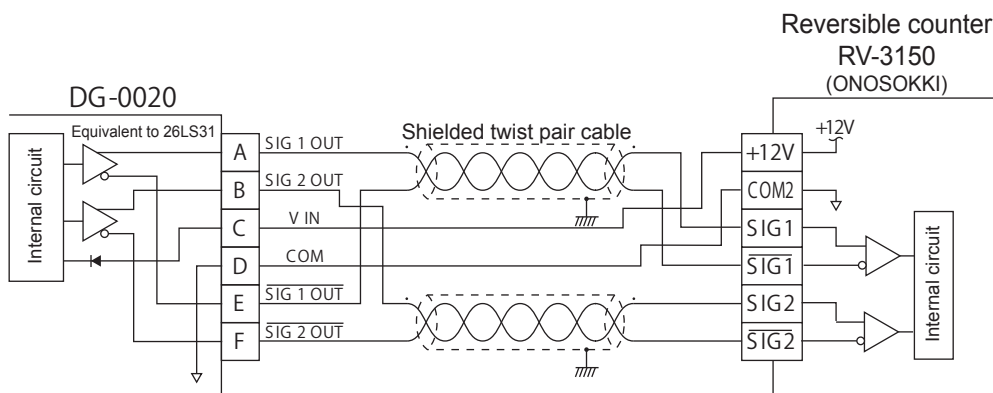 Reversible counter
RV-3150
(ONOSOKKI)
DG-0020
Equivalent to 26LS31
Internal circuit
A
B
C
D
E
F
SIG 1 OUT
SIG 2 OUT
V IN
COM
SIG 1 OUT
SIG 2 OUT
Shielded twist pair cable
+12V
+12V
COM2
SIG1
SIG1
SIG2
SIG2
Internal circuit